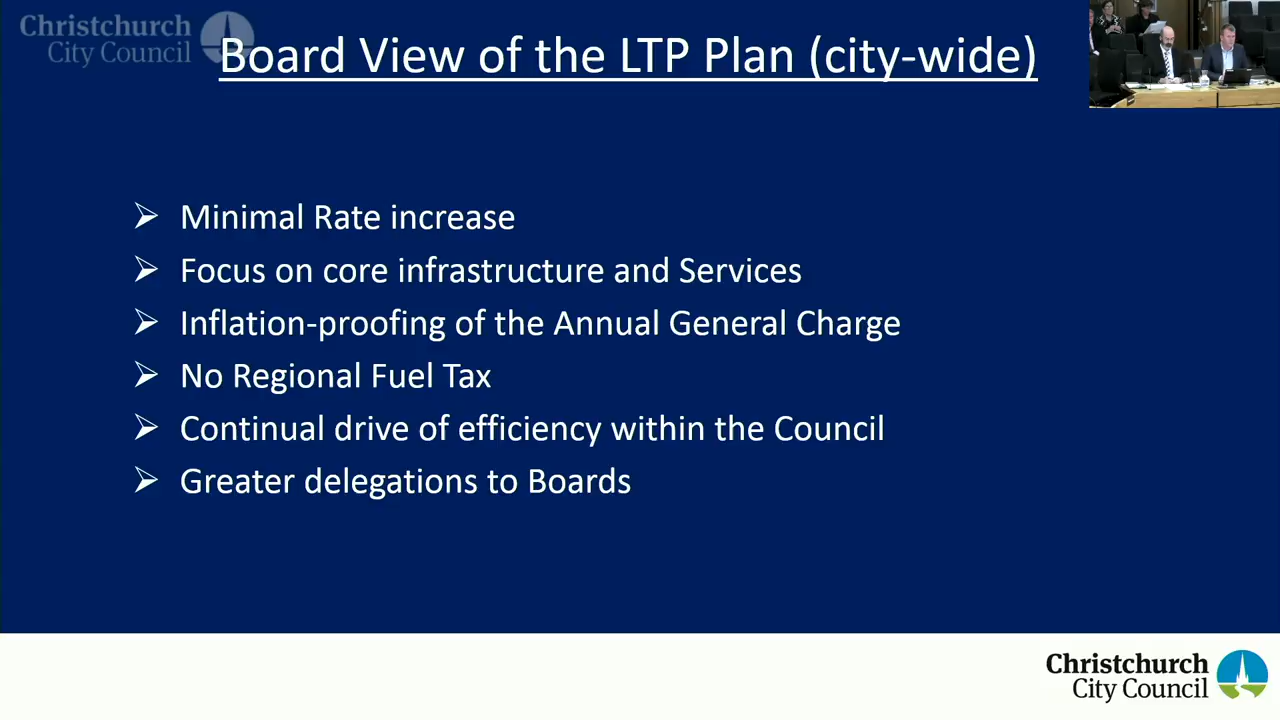 Christchurch
City Council
Board View of the LTP Plan (city-wide)
Minimal Rate increase
Focus on core infrastructure and Services
Inflation-proofing of the Annual General Charge
No Regional Fuel Tax
Continual drive of efficiency within the Council
Greater delegations to Boards
Christchurch
City Council